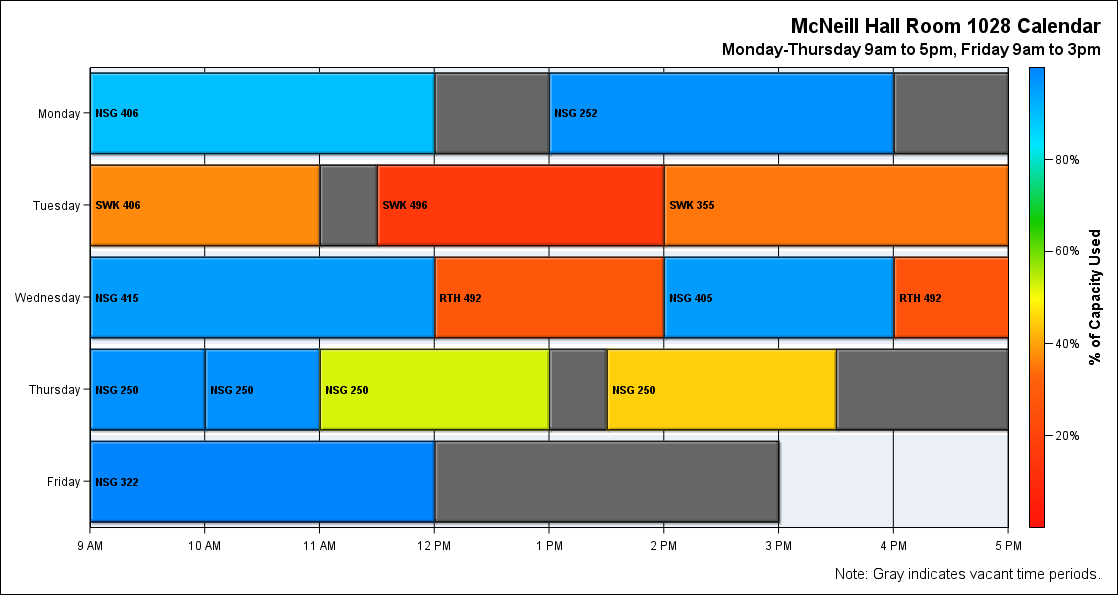 McNeill Hall Room 1028 Calendar
Monday-Thursday 9am to 5pm, Friday 9am to 3pm
Monday
NSG 406
NSG 252
Tuesday
SWK 406
SWK 496
SWK 355
Wednesday
NSG 415
RTH 492
NSG 405
RTH 492
Thursday
NSG 250
NSG 250
NSG 250
NSG 250
Friday
NSG 322
9 AM
10 AM
11 AM
12 PM
1 PM
2 PM
3 PM
4 PM
5 PM
80%
60%
40%
20%
% of Capacity Used
Note: Gray indicates vacant time periods.